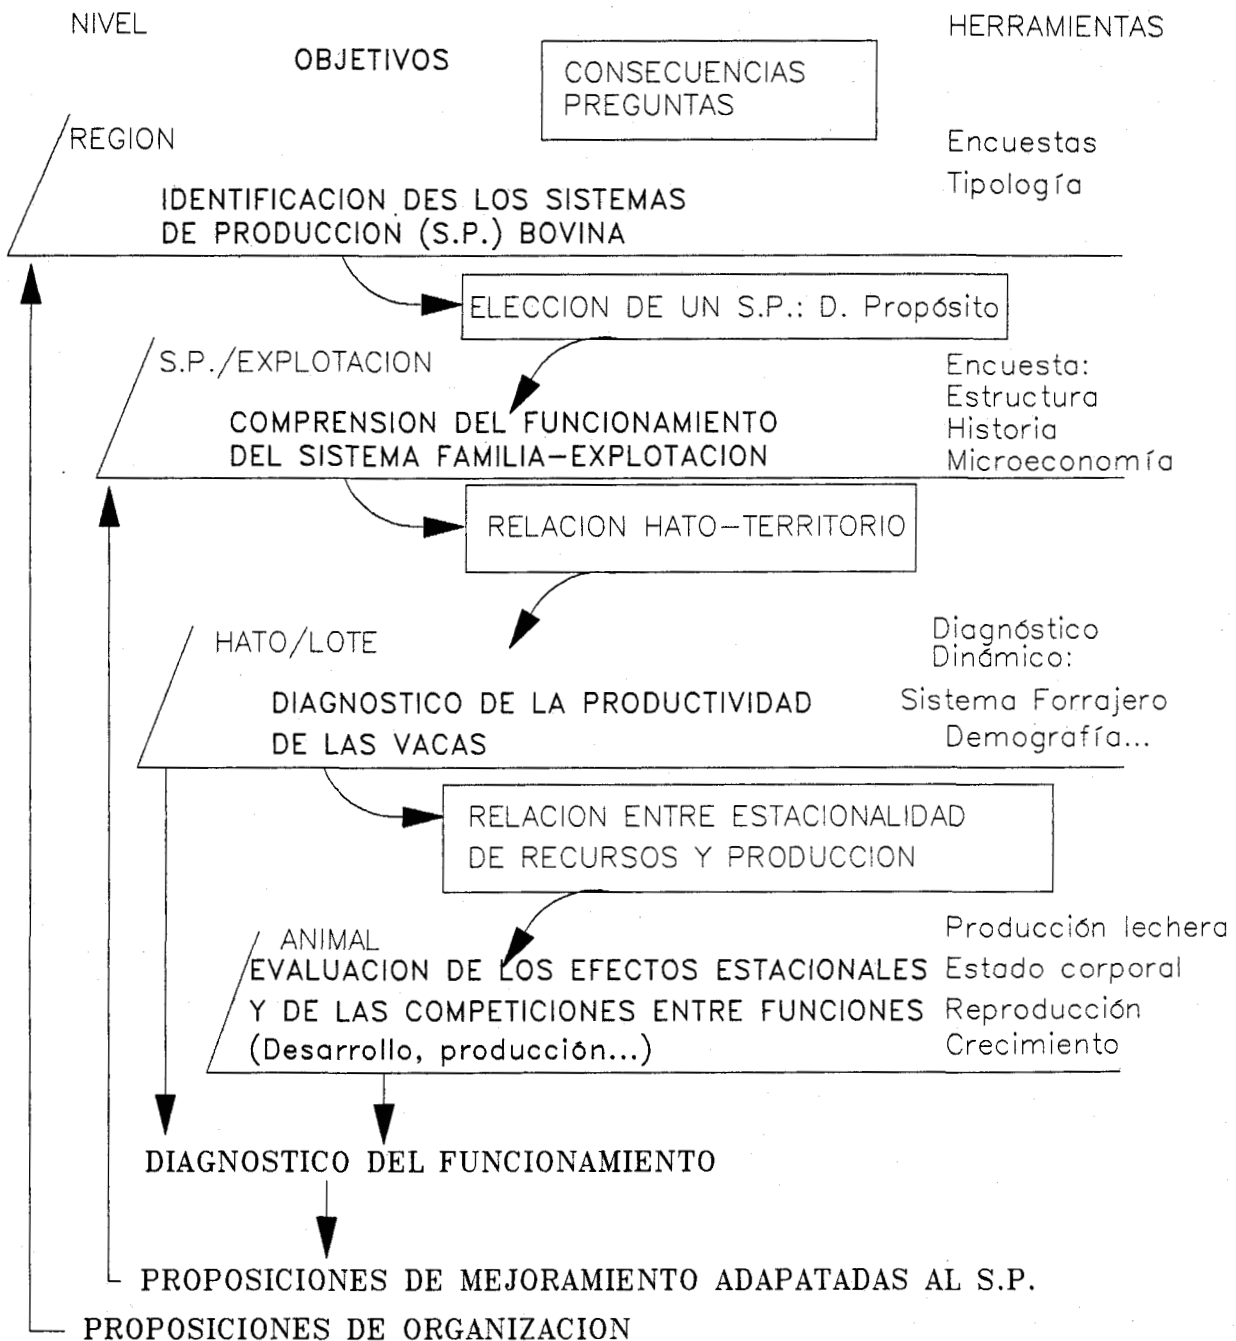 NIVEL
HERRAMIENTAS
OBJETIVOS
CONSECUENCIAS
PREGUNTAS
REGION
Encuestas
Tipología
IDENTIFICACION DES LOS SISTEMAS
DE PRODUCCION (S.P.) BOVINA
ELECCION DE UN S.P.: D. Propósito
S.P./EXPLOTACION
Encuesta:
Estructura
Historia
Microeconomía
COMPRENSION DEL FUNCIONAMIENTO
DEL SISTEMA FAMILIA-EXPLOTACION
RELACION HATO-TERRITORIO
HATO/LOTE
Diagnóstico
Dinámico:
Sistema Forrajero
Demografía...
DIAGNOSTICO DE LA PRODUCTIVIDAD
DE LAS VACAS
RELACION ENTRE ESTACIONALIDAD
DE RECURSOS Y PRODUCCION
ANIMAL
Producción lechera
Estado corporal
Reproducción
Crecimiento
EVALUACION DE LOS EFECTOS ESTACIONALES
Y DE LAS COMPETICIONES ENTRE FUNCIONES
(Desarrollo, producción...)
DIAGNOSTICO DEL FUNCIONAMIENTO
PROPOSICIONES DE MEJORAMIENTO ADAPATADAS AL S.P.
PROPOSICIONES DE ORGANIZACION